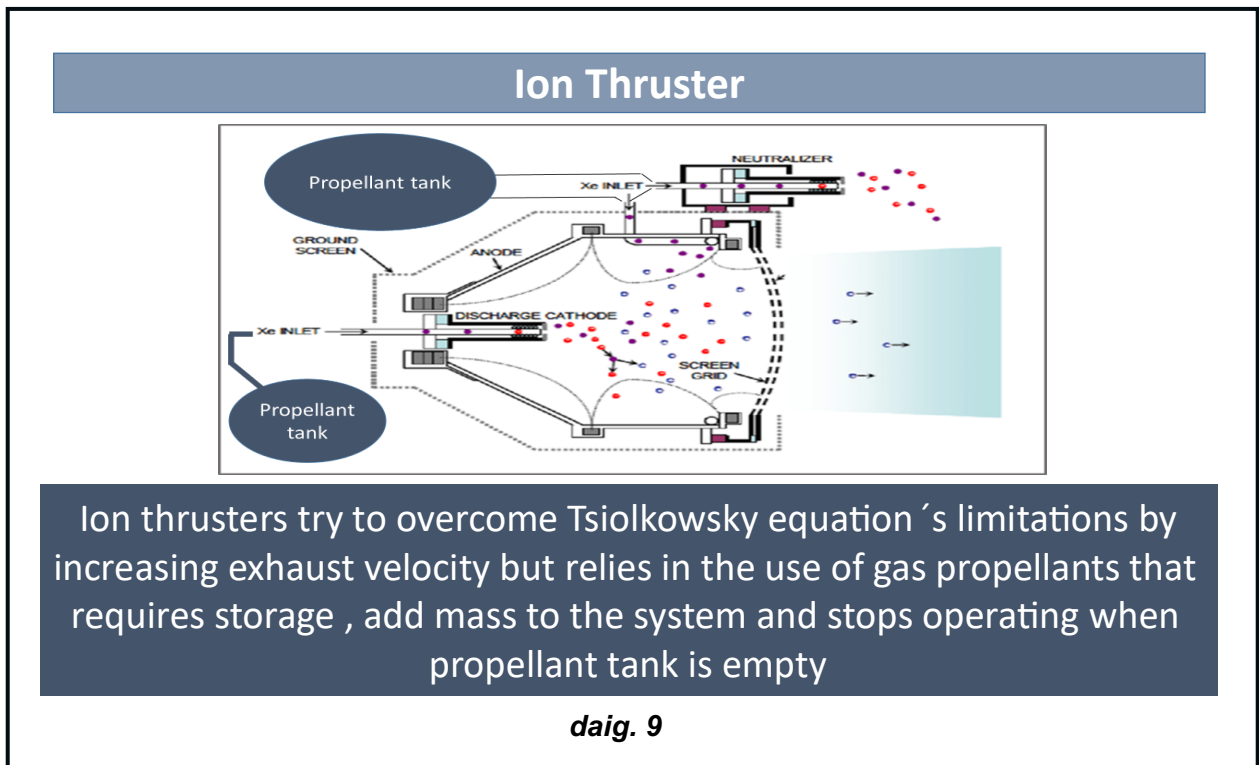 Ion Thruster
Propellant tank
NEUTRALIZER
Xe INLET
GROUND
SCREEN
ANODE
DISCHARGE CATHODE
Xe INLET
SCREEN
GRID
Propellant
tank
Ion thrusters try to overcome Tsiolkowsky equation ´s limitations by
increasing exhaust velocity but relies in the use of gas propellants that
requires storage , add mass to the system and stops operating when
propellant tank is empty
daig. 9